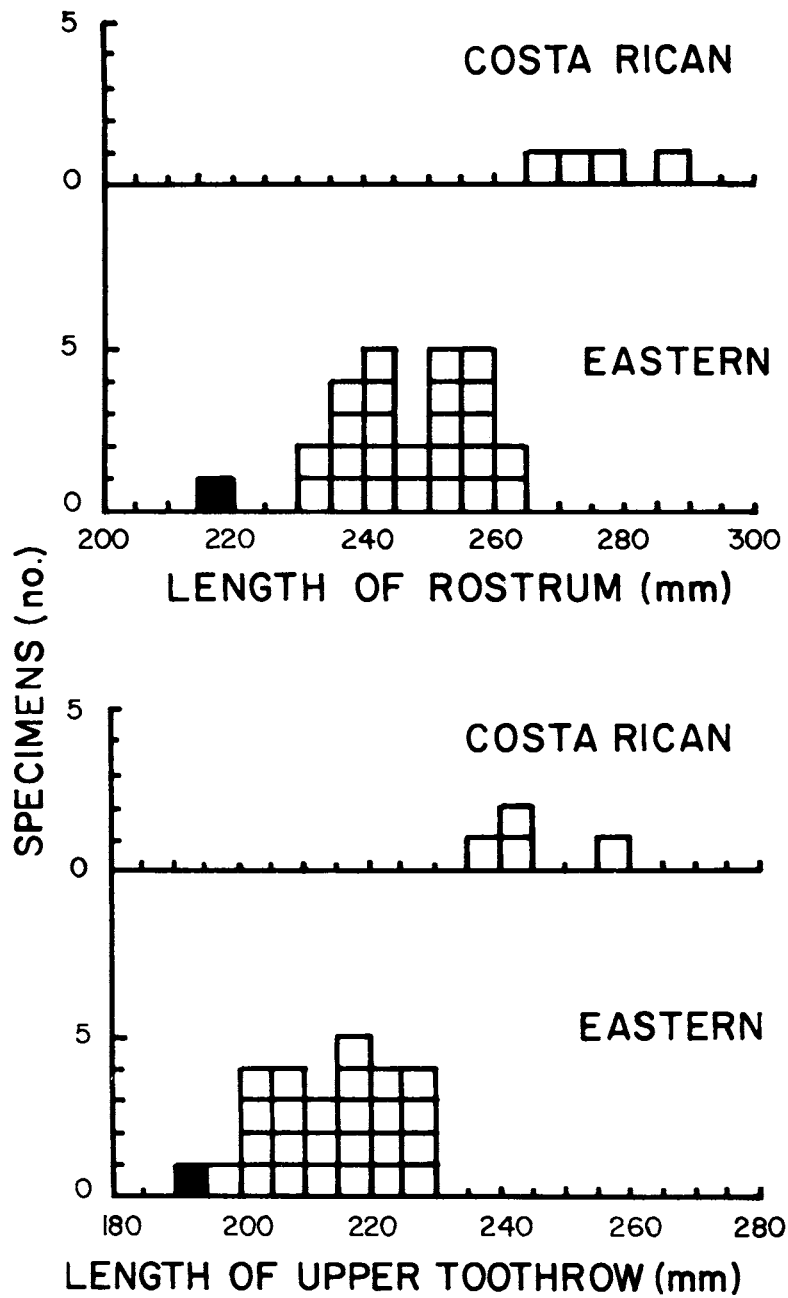 5
COSTA RICAN
0
5
EASTERN
0
200 220 240 260 280 300
LENGTH OF ROSTRUM (mm)
SPECIMENS (no.)
5
COSTA RICAN
0
5
EASTERN
0
180 200 220 240 260 280
LENGTH OF UPPER TOOTHROW (mm)